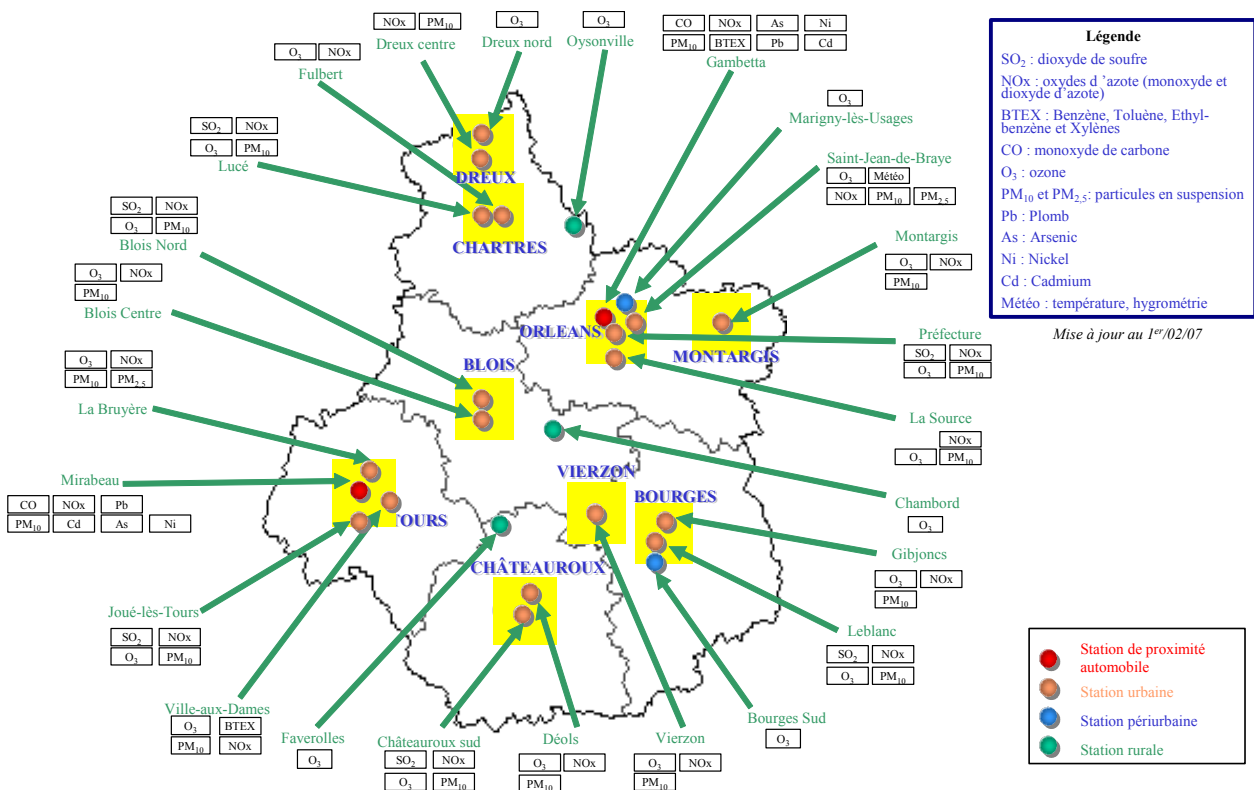 NOx PM10
O3
O3
CO NOx As Ni
PM10 BTEX Pb Cd
Dreux centre
Dreux nord
Oysonville
Gambetta
O3 NOx
Fulbert
SO2 NOx
O3 PM10
Lucé
SO2 NOx
O3 PM10
Blois Nord
O3 NOx
PM10
Blois Centre
O3 NOx
PM10 PM2,5
La Bruyère
Mirabeau
CO NOx Pb
PM10 Cd As Ni
Joué-lès-Tours
SO2 NOx
O3 PM10
Ville-aux-Dames
O3 BTEX
PM10 NOx
Faverolles
O3
Châteauroux sud
SO2 NOx
O3 PM10
Déols
O3 NOx
PM10
Vierzon
O3 NOx
PM10
Bourges Sud
O3
Leblanc
SO2 NOx
O3 PM10
Gibjoncs
O3 NOx
PM10
Chambord
O3
La Source
NOx
O3 PM10
Préfecture
SO2 NOx
O3 PM10
Montargis
O3 NOx
PM10
Saint-Jean-de-Braye
O3 Météo
NOx PM10 PM2,5
O3
Marigny-lès-Usages
DREUX
CHARTRES
ORLEANS
MONTARGIS
BLOIS
VIERZON
BOURGES
TOURS
CHÂTEAUROUX
Légende
SO2 : dioxyde de soufre
NOx : oxydes d ’azote (monoxyde et
dioxyde d’azote)
BTEX : Benzène, Toluène, Ethyl-
benzène et Xylènes
CO : monoxyde de carbone
O3 : ozone
PM10 et PM2,5: particules en suspension
Pb : Plomb
As : Arsenic
Ni : Nickel
Cd : Cadmium
Météo : température, hygrométrie
Mise à jour au 1er/02/07
Station de proximité
automobile
Station urbaine
Station périurbaine
Station rurale